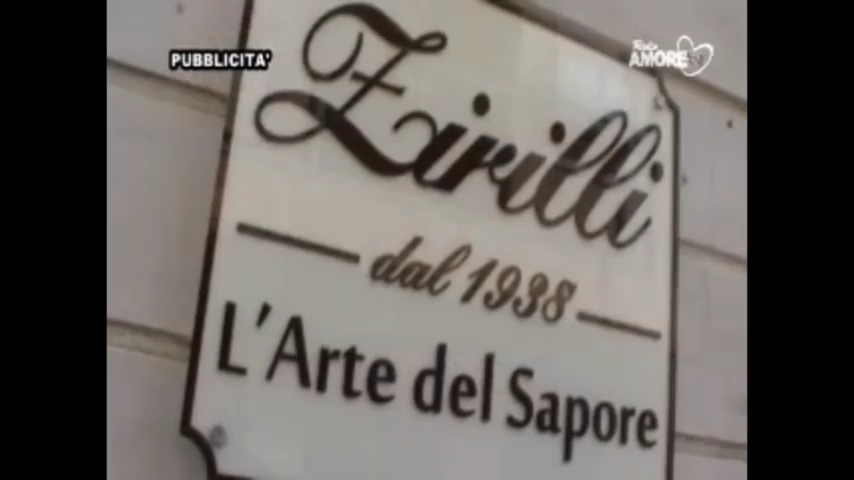 PUBBLICITA'
Radio
AMORE
Zirilli
dal 1938
L'Arte del Sapore